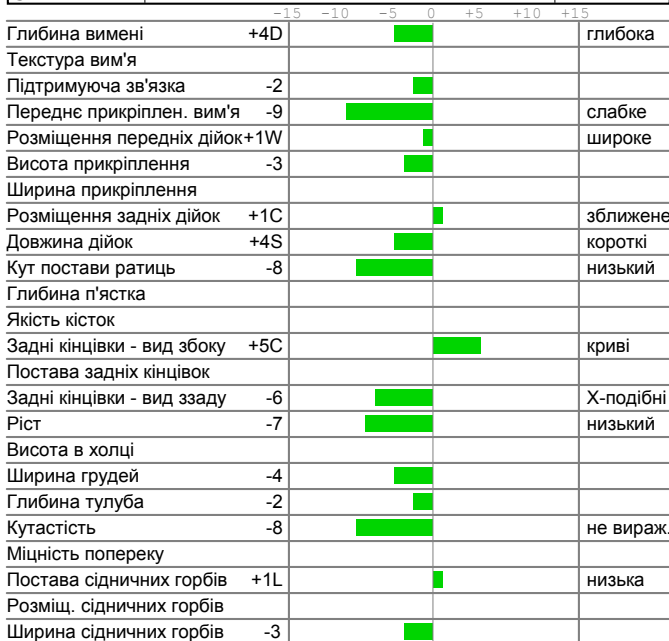 -15 -10 -5 0 +5 +10 +15
Глибина вимені +4D глибока
Текстура вим'я
Підтримуюча зв'язка -2
Переднє прикріплен. вим'я -9 слабке
Розміщення передніх дійок+1W широке
Висота прикріплення -3
Ширина прикріплення
Розміщення задніх дійок +1C зближене
Довжина дійок +4S короткі
Кут постави ратиць -8 низький
Глибина п'ястка
Якість кісток
Задні кінцівки - вид збоку +5C криві
Постава задніх кінцівок
Задні кінцівки - вид ззаду -6 X-подібні
Ріст -7 низький
Висота в холці
Ширина грудей -4
Глибина тулуба -2
Кутастість -8 не вираж.
Міцність попереку
Постава сідничних горбів +1L низька
Розміщ. сідничних горбів
Ширина сідничних горбів -3